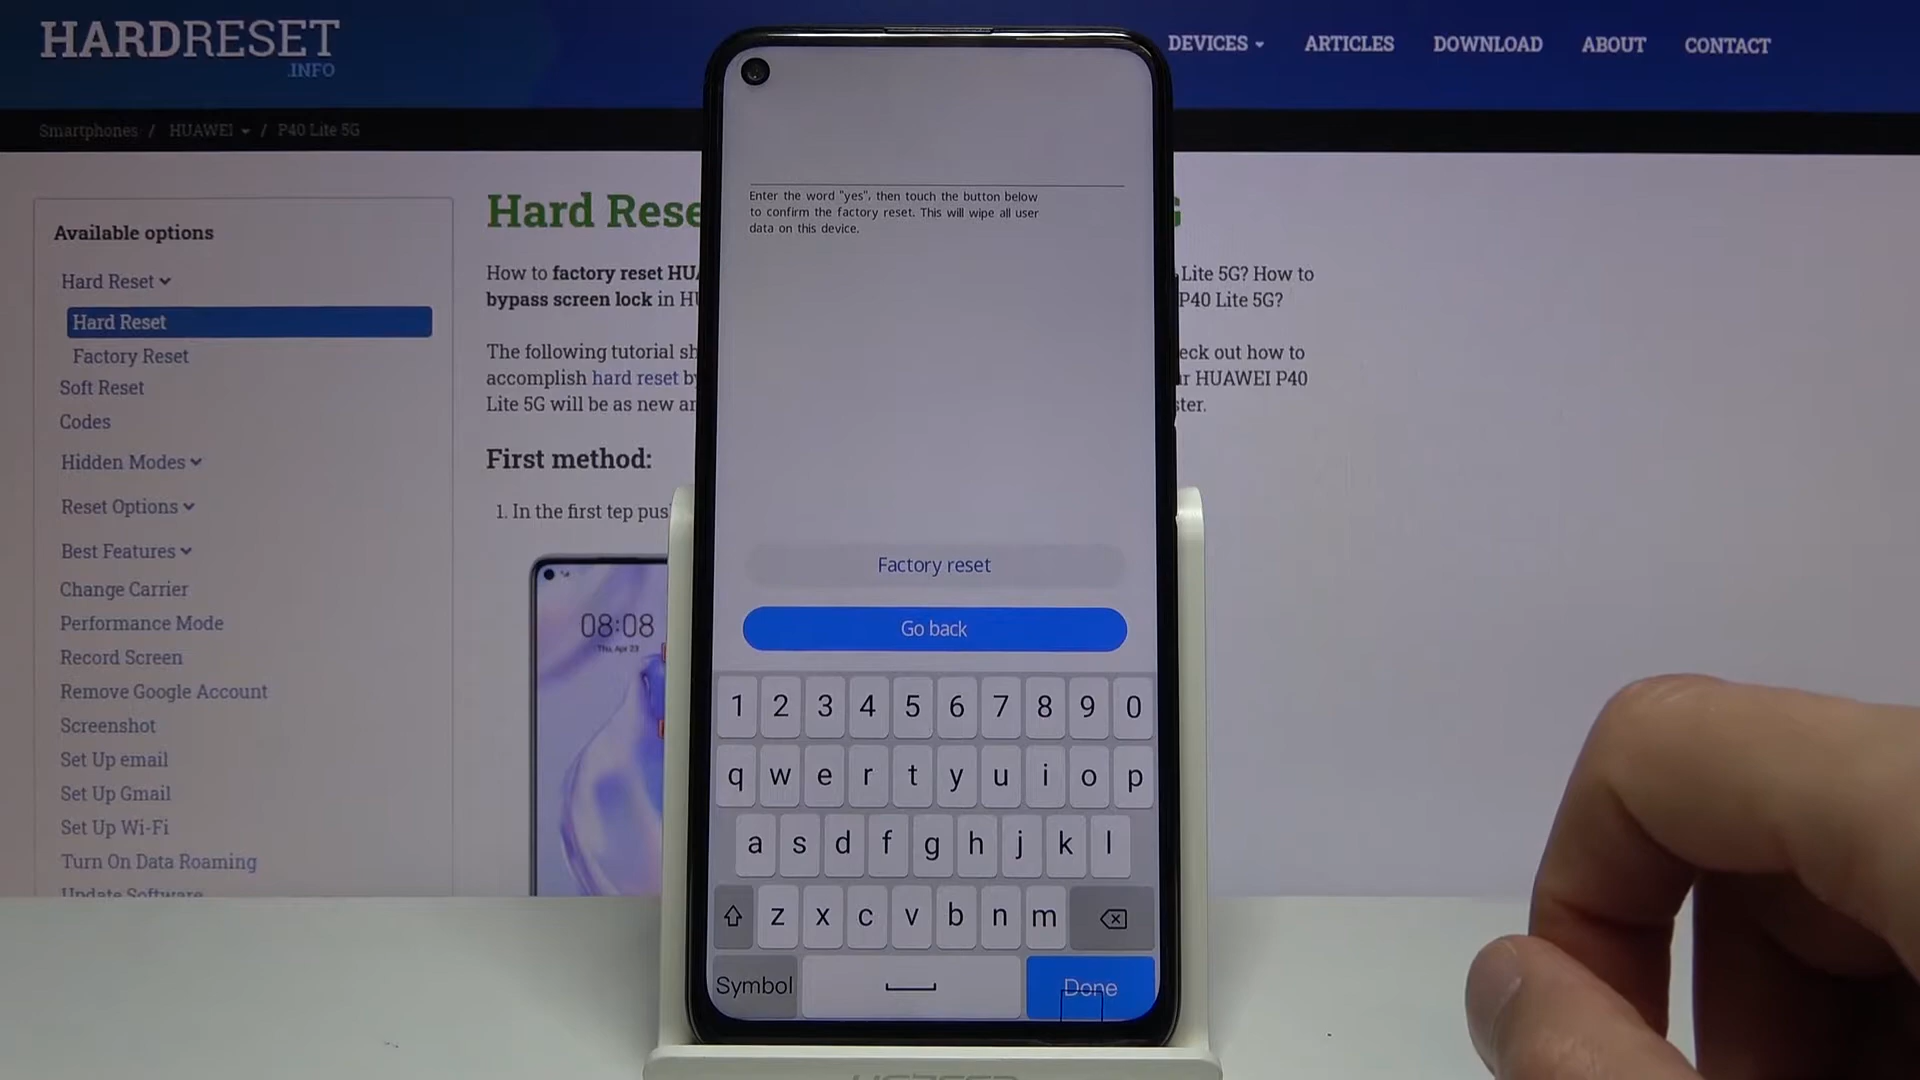 HARDRESET
.INFO
DEVICES ARTICLES DOWNLOAD ABOUT CONTACT
Smartphones / HUAWEI / P40 Lite 5G
Available options
Hard Reset
Hard Reset
Factory Reset
Soft Reset
Codes
Hidden Modes
Reset Options
Best Features
Change Carrier
Performance Mode
Record Screen
Remove Google Account
Screenshot
Set Up email
Set Up Gmail
Set Up Wi-Fi
Turn On Data Roaming
Update Software
How to factory reset
Lite 5G? How to
bypass screen lock in
P40 Lite 5G?
The following tutorial
out how to
accomplish hard reset
HUAWEI P40
Lite 5G will be as new
First method:
1. In the first tep
08:08
Thu, Apr 23
Enter the word "yes", then touch the button below
to confirm the factory reset. This will wipe all user
data on this device.
Factory reset
Go back
1 2 3 4 5 6 7 8 9 0
q w e r t y u i o p
a s d f g h j k l
z x c v b n m
Symbol Done